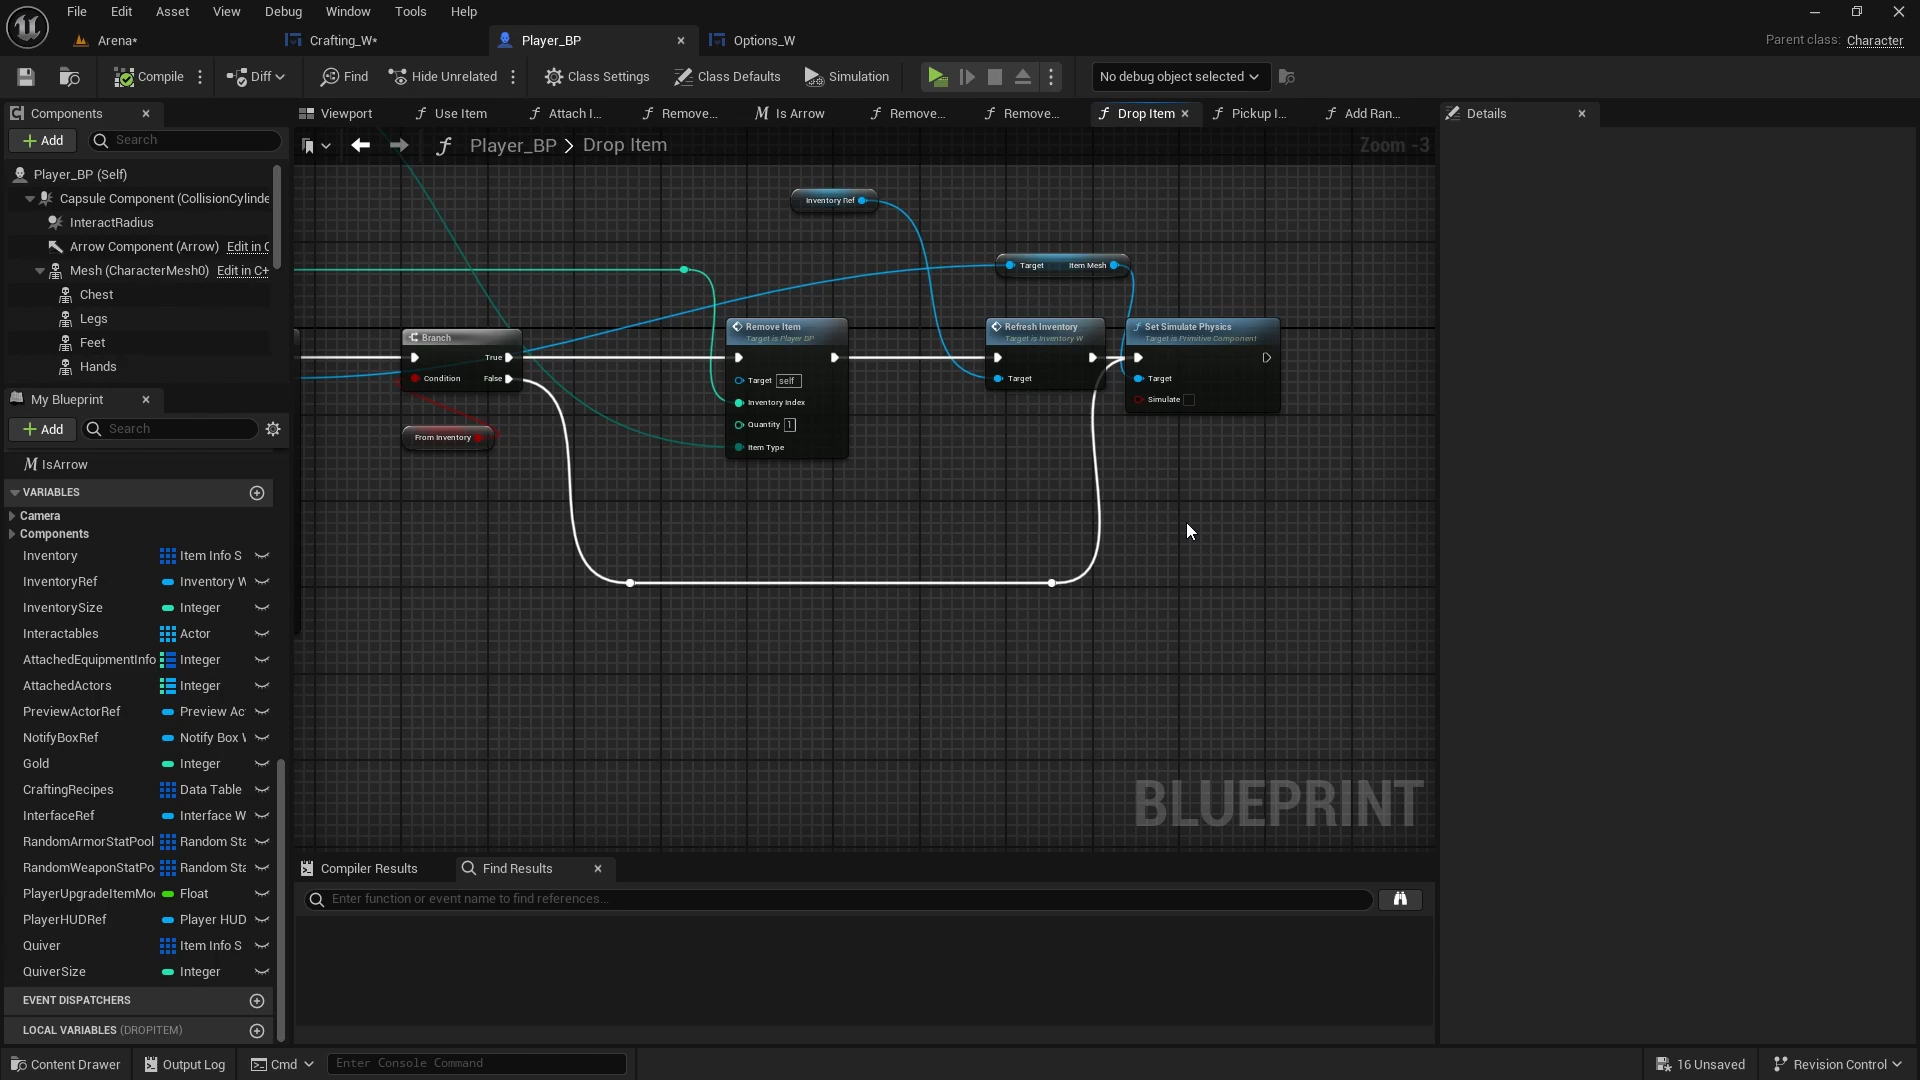 File Edit Asset View Debug Window Tools Help
Arena* Crafting_W* Player_BP Options_W
Parent class: Character
Compile Diff Find Hide Unrelated Class Settings Class Defaults Simulation No debug object selected
Components
Add Search
Player_BP (Self)
Capsule Component (CollisionCylinde
InteractRadius
Arrow Component (Arrow) Edit in C
Mesh (CharacterMesh0) Edit in C+
Chest
Legs
Feet
Hands
My Blueprint
Add Search
IsArrow
VARIABLES
Camera
Components
Inventory Item Info S
InventoryRef Inventory W
InventorySize Integer
Interactables Actor
AttachedEquipmentInfo Integer
AttachedActors Integer
PreviewActorRef Preview Ac
NotifyBoxRef Notify Box
Gold Integer
CraftingRecipes Data Table
InterfaceRef Interface W
RandomArmorStatPool Random Sta
RandomWeaponStatPo Random Sta
PlayerUpgradeItemMo Float
PlayerHUDRef Player HUD
Quiver Item Info S
QuiverSize Integer
EVENT DISPATCHERS
LOCAL VARIABLES (DROPITEM)
Viewport Use Item Attach I... Remove... Is Arrow Remove... Remove... Drop Item Pickup I... Add Ran...
Player_BP > Drop Item
Zoom -3
Inventory Ref
Target Item Mesh
Branch
True
Condition False
From Inventory
Remove Item
Target is Player BP
Target self
Inventory Index
Quantity 1
Item Type
Refresh Inventory
Target is Inventory W
Target
Set Simulate Physics
Target is Primitive Component
Target
Simulate
BLUEPRINT
Compiler Results Find Results
Enter function or event name to find references...
Details
Content Drawer Output Log Cmd Enter Console Command
16 Unsaved Revision Control